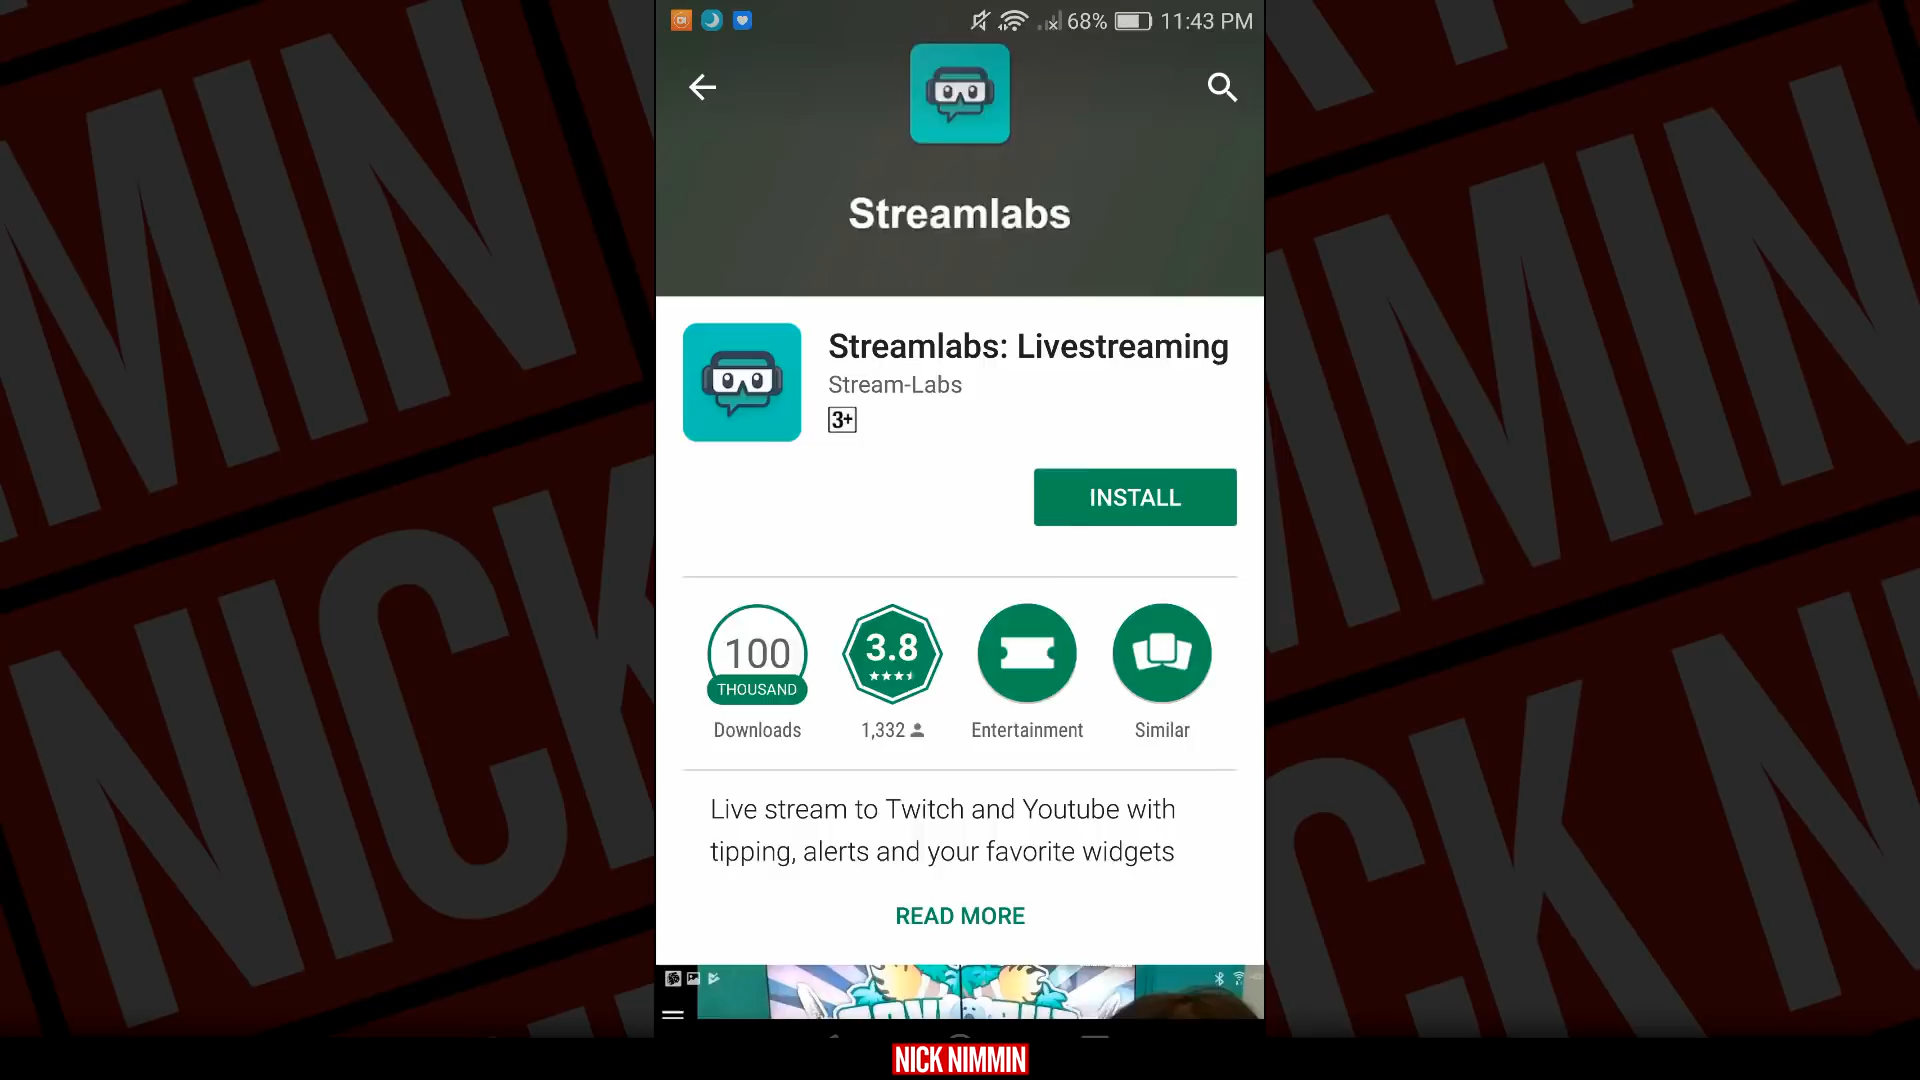 68% 11:43 PM
Streamlabs
Streamlabs: Livestreaming
Stream-Labs
3+
INSTALL
100
THOUSAND
3.8
Downloads
1,332
Entertainment
Similar
Live stream to Twitch and Youtube with
tipping, alerts and your favorite widgets
READ MORE
NICK NIMMIN